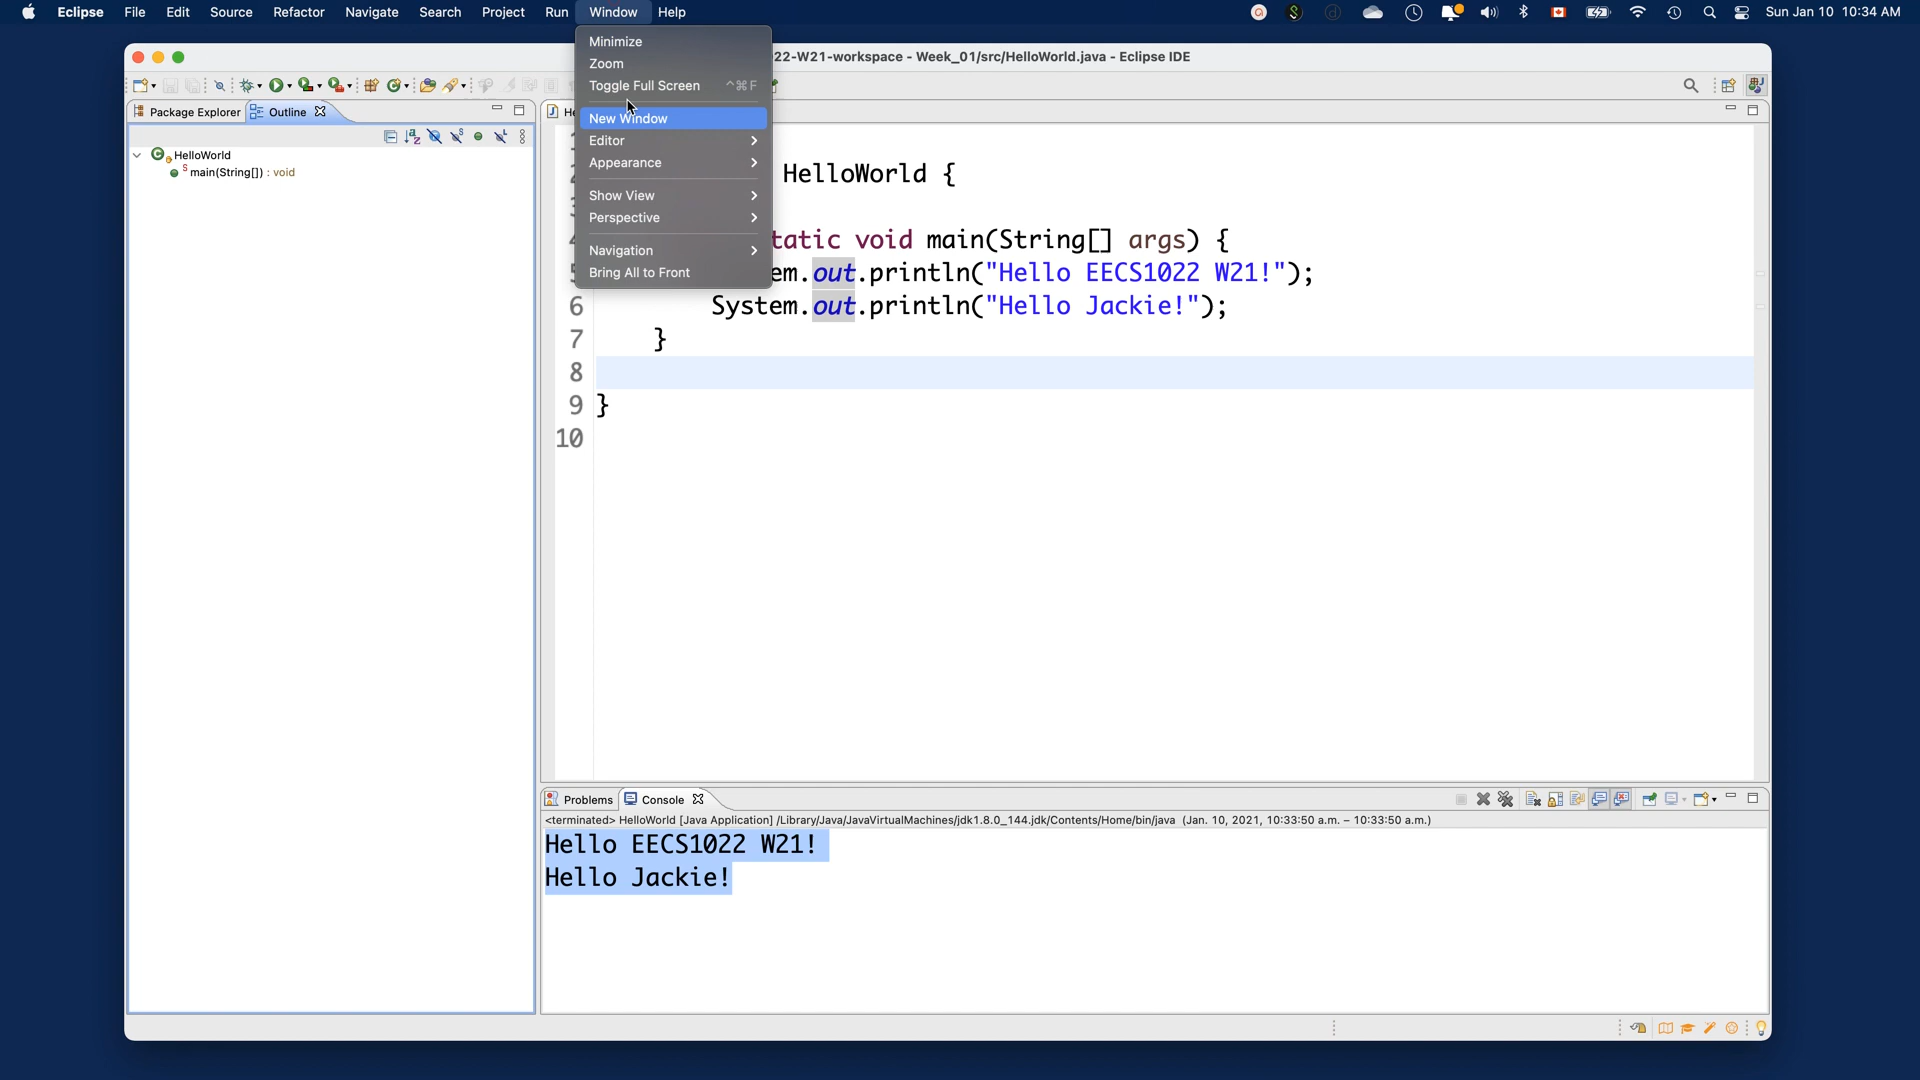 Eclipse File Edit Source Refactor Navigate Search Project Run Window Help Sun Jan 10 10:34 AM
Minimize
Zoom
Toggle Full Screen ^⌘F
New Window
Editor
Appearance
Show View
Perspective
Navigation
Bring All to Front
22-W21-workspace - Week_01/src/HelloWorld.java - Eclipse IDE
Package Explorer Outline
HelloWorld
main(String[]) : void
He
HelloWorld {
tatic void main(String[] args) {
em.out.println("Hello EECS1022 W21!");
6 System.out.println("Hello Jackie!");
7 }
8
9 }
10
Problems Console
<terminated> HelloWorld [Java Application] /Library/Java/JavaVirtualMachines/jdk1.8.0_144.jdk/Contents/Home/bin/java (Jan. 10, 2021, 10:33:50 a.m. – 10:33:50 a.m.)
Hello EECS1022 W21!
Hello Jackie!